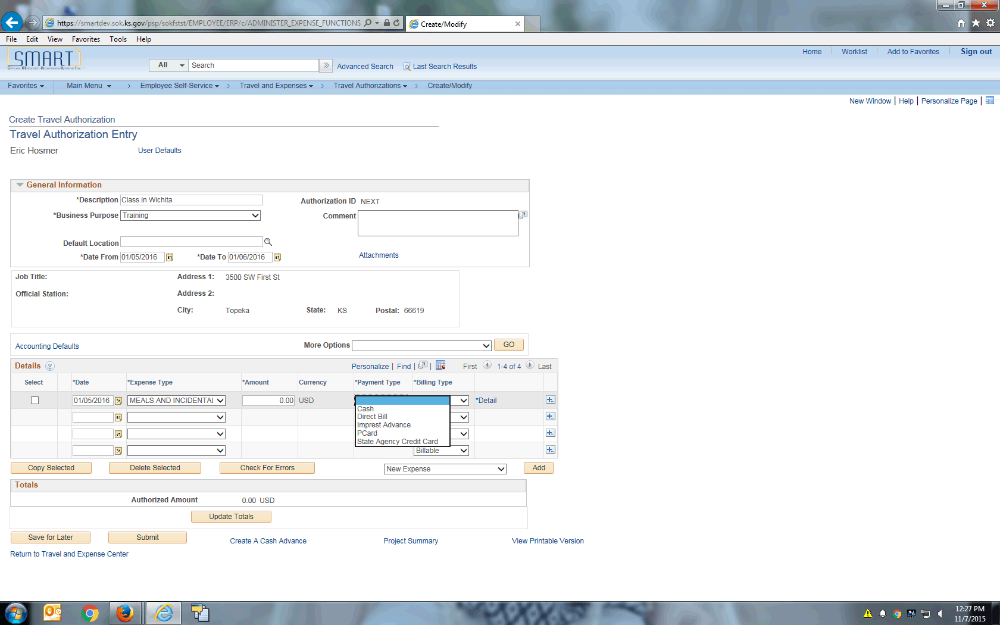 https://smartdev.sok.ks.gov/psp/sokfstst/EMPLOYEE/ERP/c/ADMINISTER_EXPENSE_FUNCTIONS
Create/Modify
File Edit View Favorites Tools Help
SMART
All Search Advanced Search Last Search Results
Home Worklist Add to Favorites Sign out
Favorites Main Menu > Employee Self-Service > Travel and Expenses > Travel Authorizations > Create/Modify
New Window | Help | Personalize Page |
Create Travel Authorization
Travel Authorization Entry
Eric Hosmer User Defaults
General Information
*Description Class in Wichita Authorization ID NEXT
*Business Purpose Training Comment
Default Location
*Date From 01/05/2016 31 *Date To 01/06/2016 31 Attachments
Job Title: Address 1: 3500 SW First St
Official Station: Address 2:
City: Topeka State: KS Postal: 66619
Accounting Defaults More Options GO
Details ? Personalize | Find | | First 1-4 of 4 Last
Select *Date *Expense Type *Amount Currency *Payment Type *Billing Type
01/05/2016 31 MEALS AND INCIDENTAL 0.00 USD *Detail
Cash
Direct Bill
31
Imprest Advance
PCard
31
State Agency Credit Card
31 Billable
Copy Selected Delete Selected Check For Errors New Expense Add
Totals
Authorized Amount 0.00 USD
Update Totals
Save for Later Submit Create A Cash Advance Project Summary View Printable Version
Return to Travel and Expense Center
12:27 PM
11/7/2015